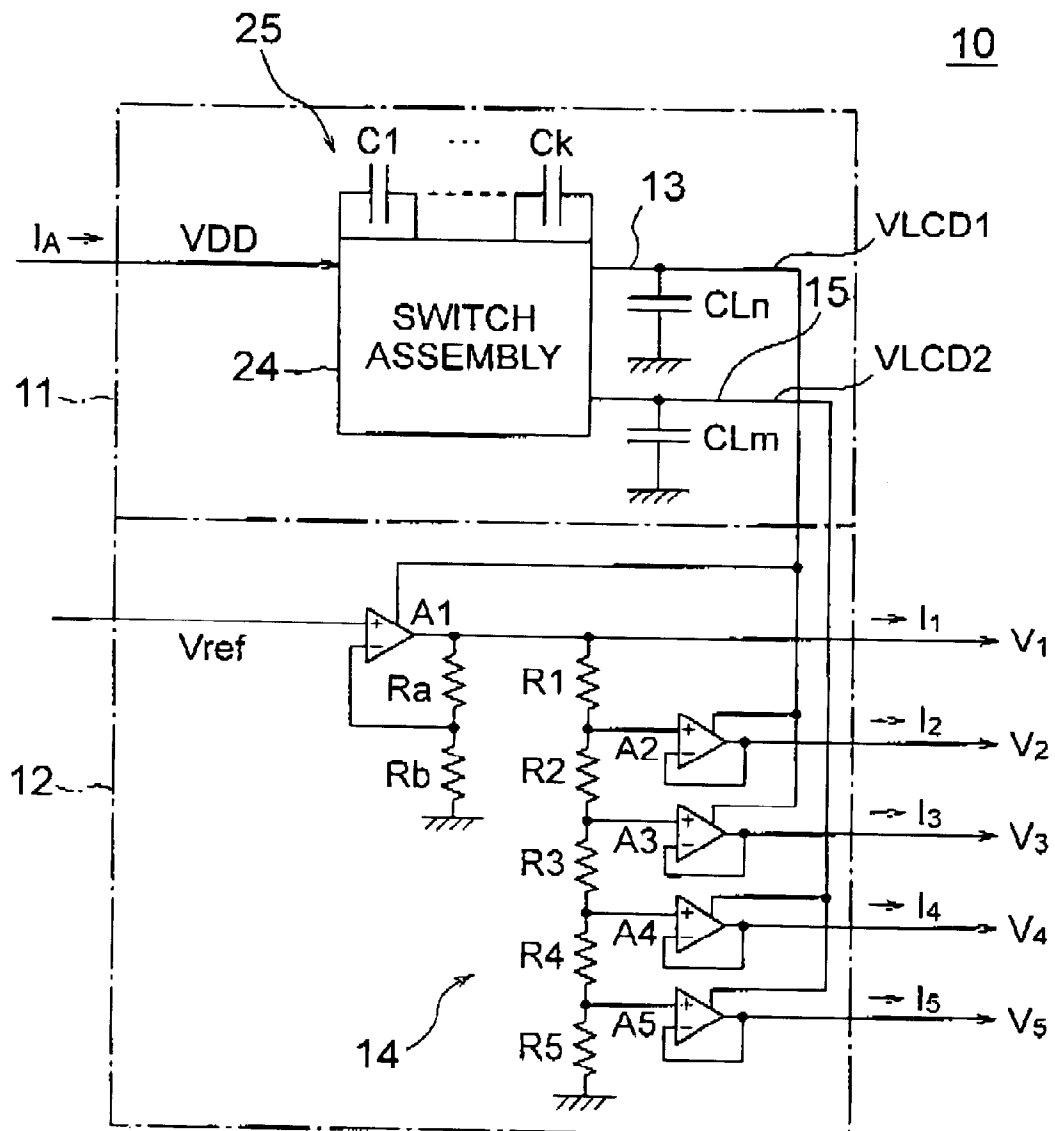 25
10
C1 ... Ck
13
VLCD1
IA
VDD
15
CLn
SWITCH
ASSEMBLY
24
VLCD2
11
CLm
A1
I1
Vref
V1
Ra
R1
I2
A2
V2
12
Rb
R2
I3
A3
V3
R3
I4
A4
V4
R4
I5
A5
V5
14
R5